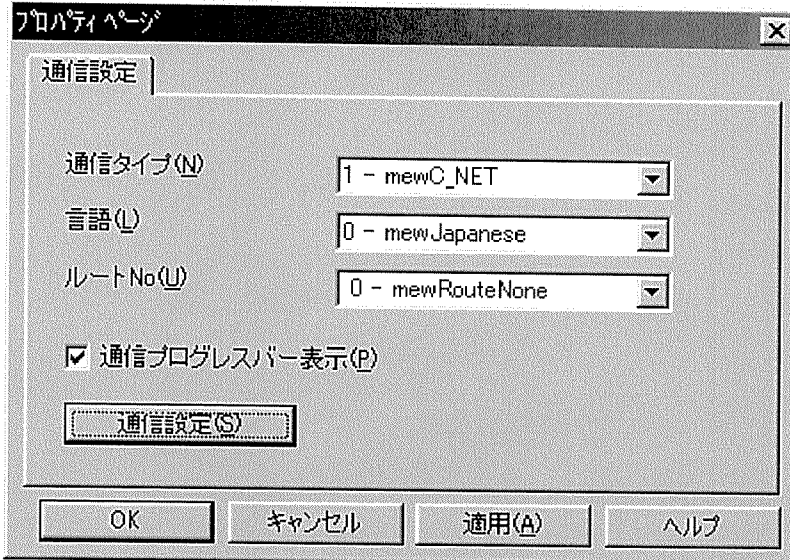 プロパティ ページ
通信設定
通信タイプ(N)
1 - mewC_NET
言語(L)
0 - mewJapanese
ルートNo(U)
0 - mewRouteNone
通信プログレスバー表示(P)
通信設定(S)
OK
キャンセル
適用(A)
ヘルプ